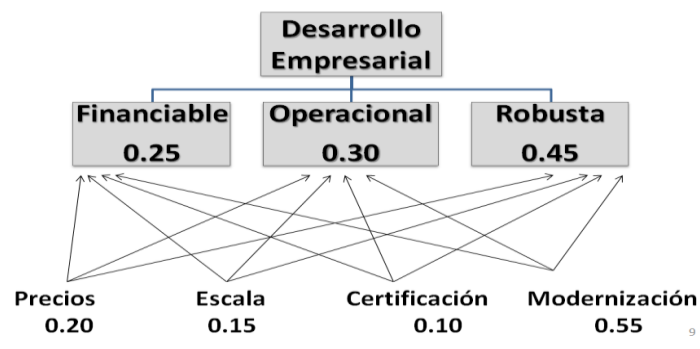 Desarrollo
Empresarial
Financiable
0.25
Operacional
0.30
Robusta
0.45
Precios
0.20
Escala
0.15
Certificación
0.10
Modernización
0.55
9